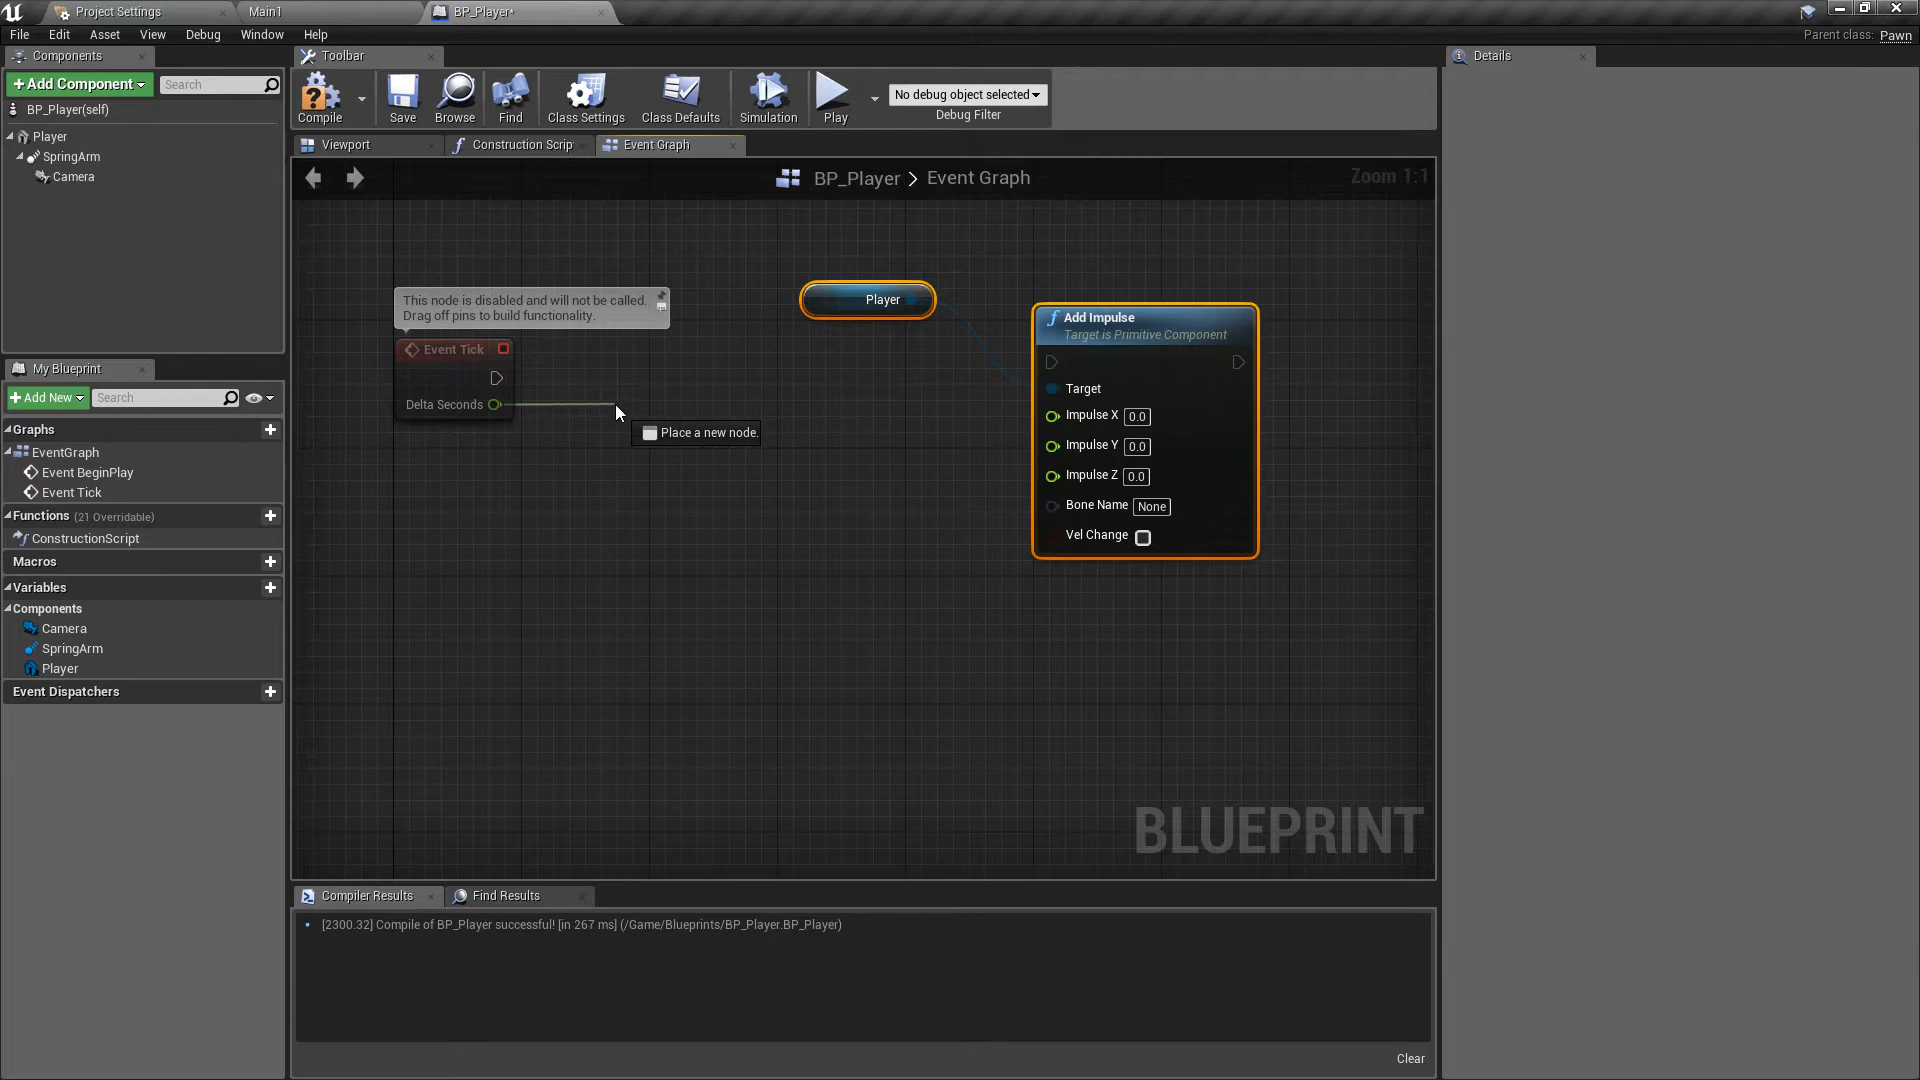 Project Settings
Main1
BP_Player*
File Edit Asset View Debug Window Help
Parent class: Pawn
Components
Toolbar
Details
+Add Component
Search
BP_Player(self)
Player
SpringArm
Camera
Compile
Save
Browse
Find
Class Settings
Class Defaults
Simulation
Play
No debug object selected
Debug Filter
Viewport
Construction Scrip
Event Graph
BP_Player > Event Graph
Zoom 1:1
This node is disabled and will not be called.
Drag off pins to build functionality.
Event Tick
Delta Seconds
Place a new node.
Player
Add Impulse
Target is Primitive Component
Target
Impulse X 0.0
Impulse Y 0.0
Impulse Z 0.0
Bone Name None
Vel Change
BLUEPRINT
My Blueprint
+Add New
Search
Graphs
EventGraph
Event BeginPlay
Event Tick
Functions (21 Overridable)
ConstructionScript
Macros
Variables
Components
Camera
SpringArm
Player
Event Dispatchers
Compiler Results
Find Results
[2300.32] Compile of BP_Player successful! [in 267 ms] (/Game/Blueprints/BP_Player.BP_Player)
Clear